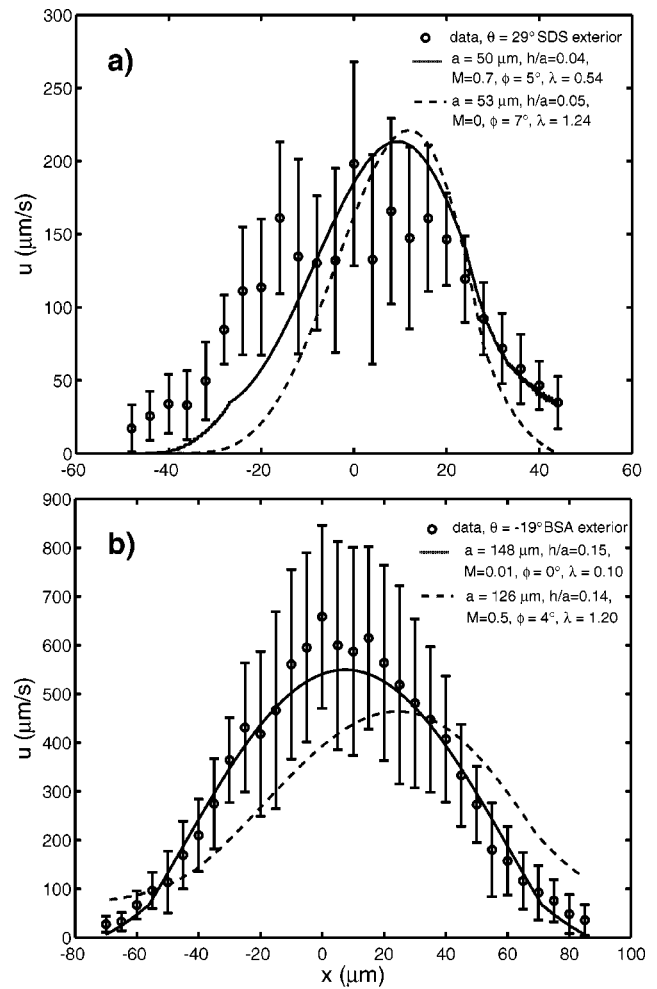 300
250
200
150
100
50
0
u (μm/s)
a)
data, θ = 29° SDS exterior
a = 50 μm, h/a=0.04,
M=0.7, ϕ = 5°, λ = 0.54
a = 53 μm, h/a=0.05,
M=0, ϕ = 7°, λ = 1.24
-60 -40 -20 0 20 40 60
900
800
700
600
500
400
300
200
100
0
u (μm/s)
b)
data, θ = -19° BSA exterior
a = 148 μm, h/a=0.15,
M=0.01, ϕ = 0°, λ = 0.10
a = 126 μm, h/a=0.14,
M=0.5, ϕ = 4°, λ = 1.20
-80 -60 -40 -20 0 20 40 60 80 100
x (μm)